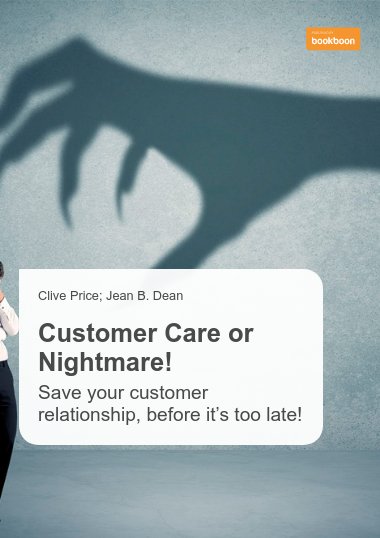 bookboon
Clive Price; Jean B. Dean
Customer Care or
Nightmare!
Save your customer
relationship, before it’s too late!